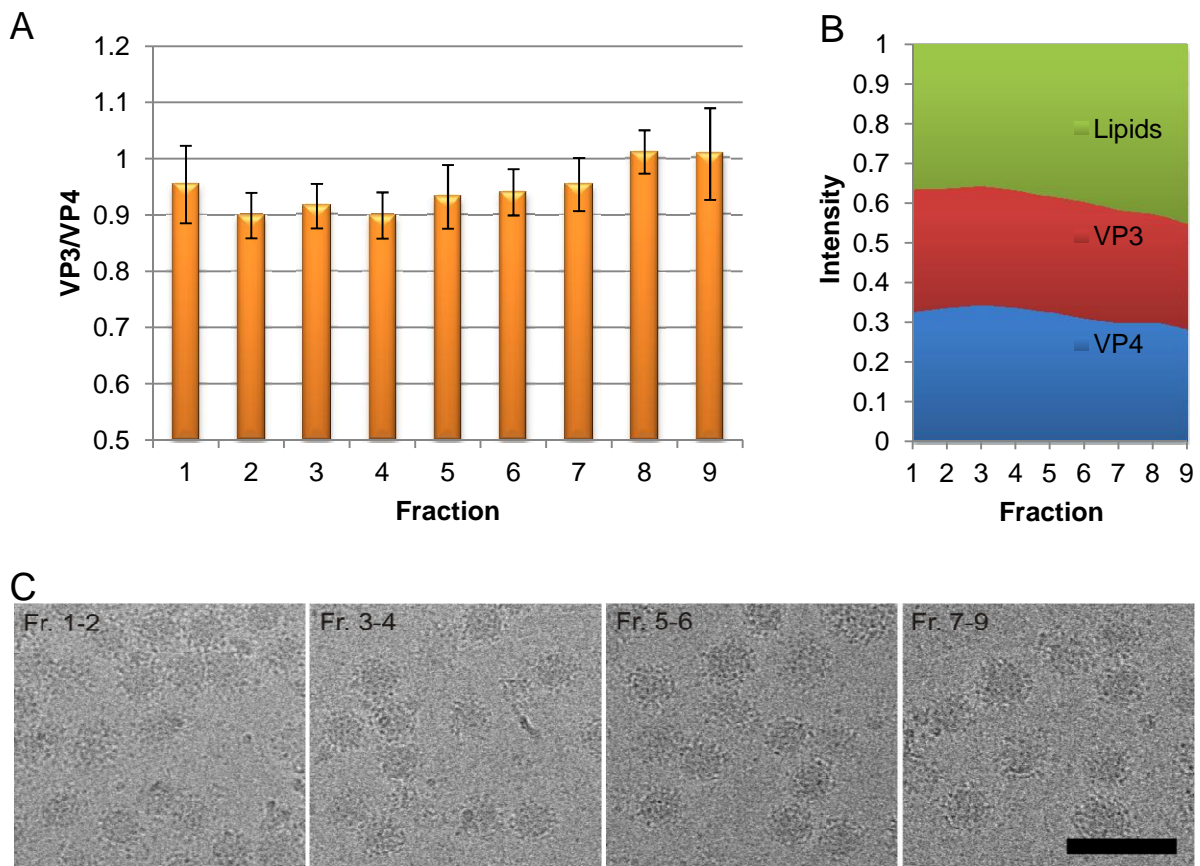 A
1.2
1.1
1
0.9
0.8
0.7
0.6
0.5
VP3/VP4
1 2 3 4 5 6 7 8 9
Fraction
B
1
0.9
0.8
0.7
0.6
0.5
0.4
0.3
0.2
0.1
0
Intensity
Lipids
VP3
VP4
1 2 3 4 5 6 7 8 9
Fraction
C
Fr. 1-2
Fr. 3-4
Fr. 5-6
Fr. 7-9